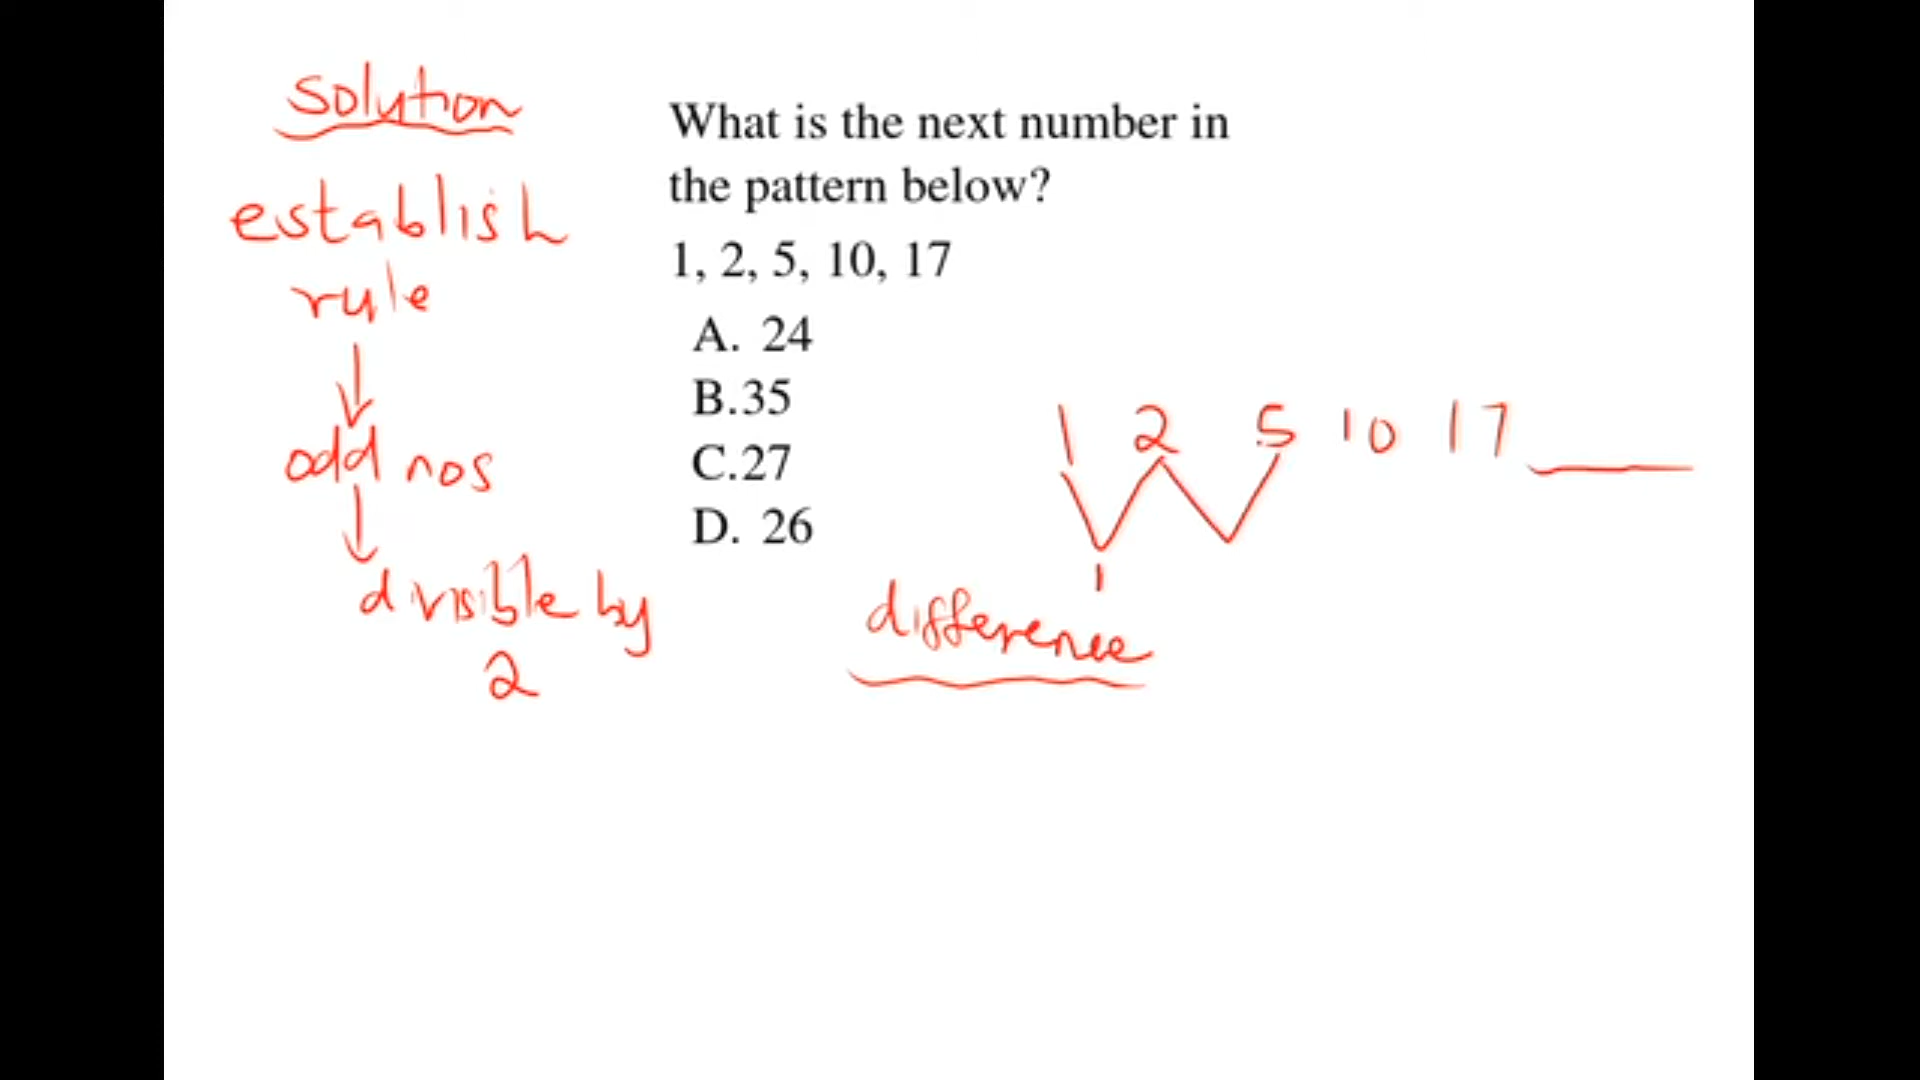 solution
establish
rule
odd nos
divisible by
2
What is the next number in
the pattern below?
1, 2, 5, 10, 17
A. 24
B.35
C.27
D. 26
1 2 5 10 17
1
difference